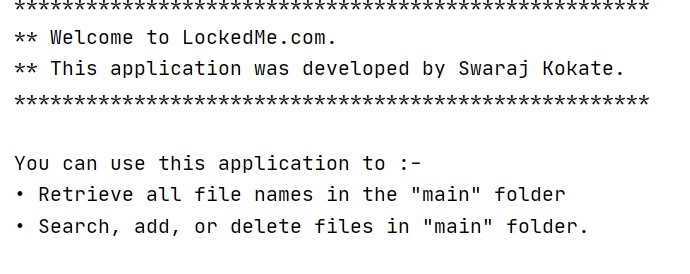 *****************************************************
** Welcome to LockedMe.com.
** This application was developed by Swaraj Kokate.
*****************************************************
You can use this application to :-
• Retrieve all file names in the "main" folder
• Search, add, or delete files in "main" folder.